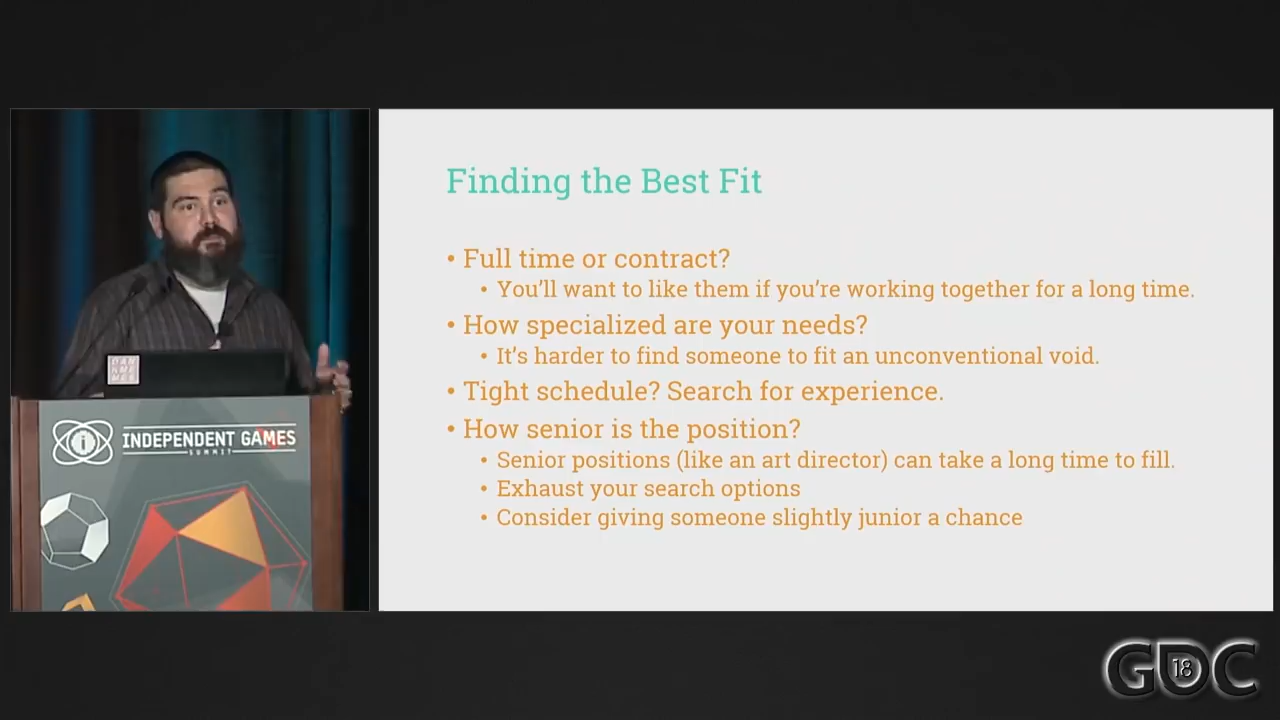 Finding the Best Fit
• Full time or contract?
• You'll want to like them if you're working together for a long time.
• How specialized are your needs?
• It's harder to find someone to fit an unconventional void.
• Tight schedule? Search for experience.
• How senior is the position?
• Senior positions (like an art director) can take a long time to fill.
• Exhaust your search options
• Consider giving someone slightly junior a chance
INDEPENDENT GAMES
SUMMIT
GDC
18